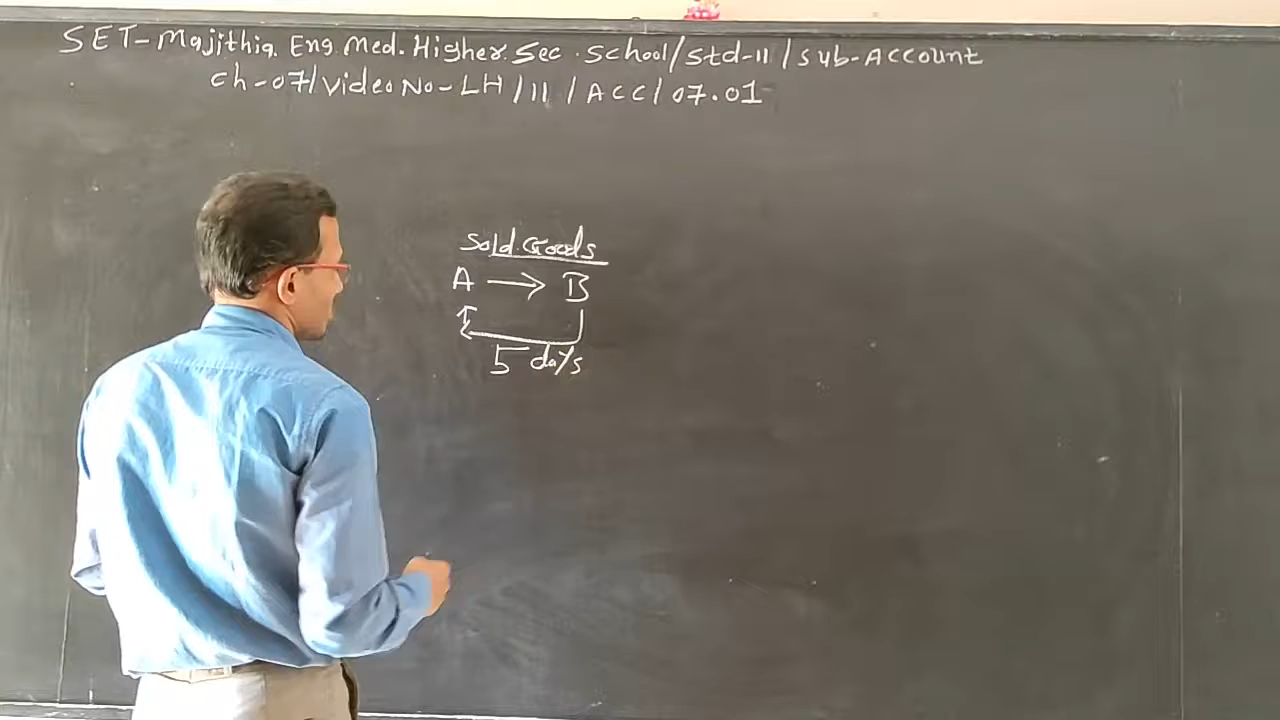 SET-Majithia Eng Med. Higher. Sec. School/Std-11/Sub-Account
Ch-07/Video No-LH/11/ACC/07.01
Sold Goods
A → B
5 days